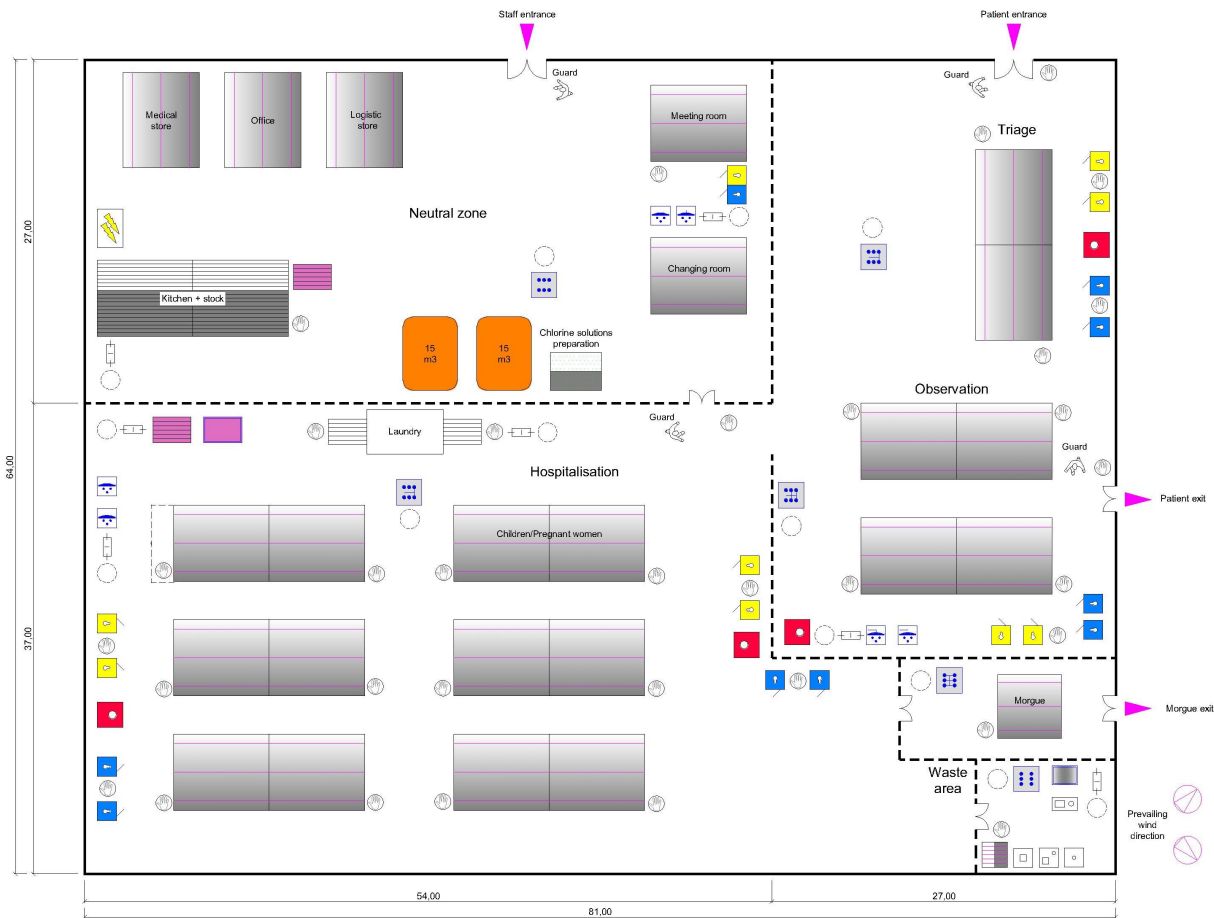 Staff entrance
Patient entrance
Guard
Guard
Medical
store
Office
Logistic
store
Meeting room
Triage
Neutral zone
27,00
Changing room
Kitchen + stock
15
m3
15
m3
Chlorine solutions
preparation
Observation
Laundry
Guard
Guard
64,00
Hospitalisation
Patient exit
Children/Pregnant women
37,00
Morgue
Morgue exit
Waste
area
Prevailing
wind
direction
54,00
27,00
81,00